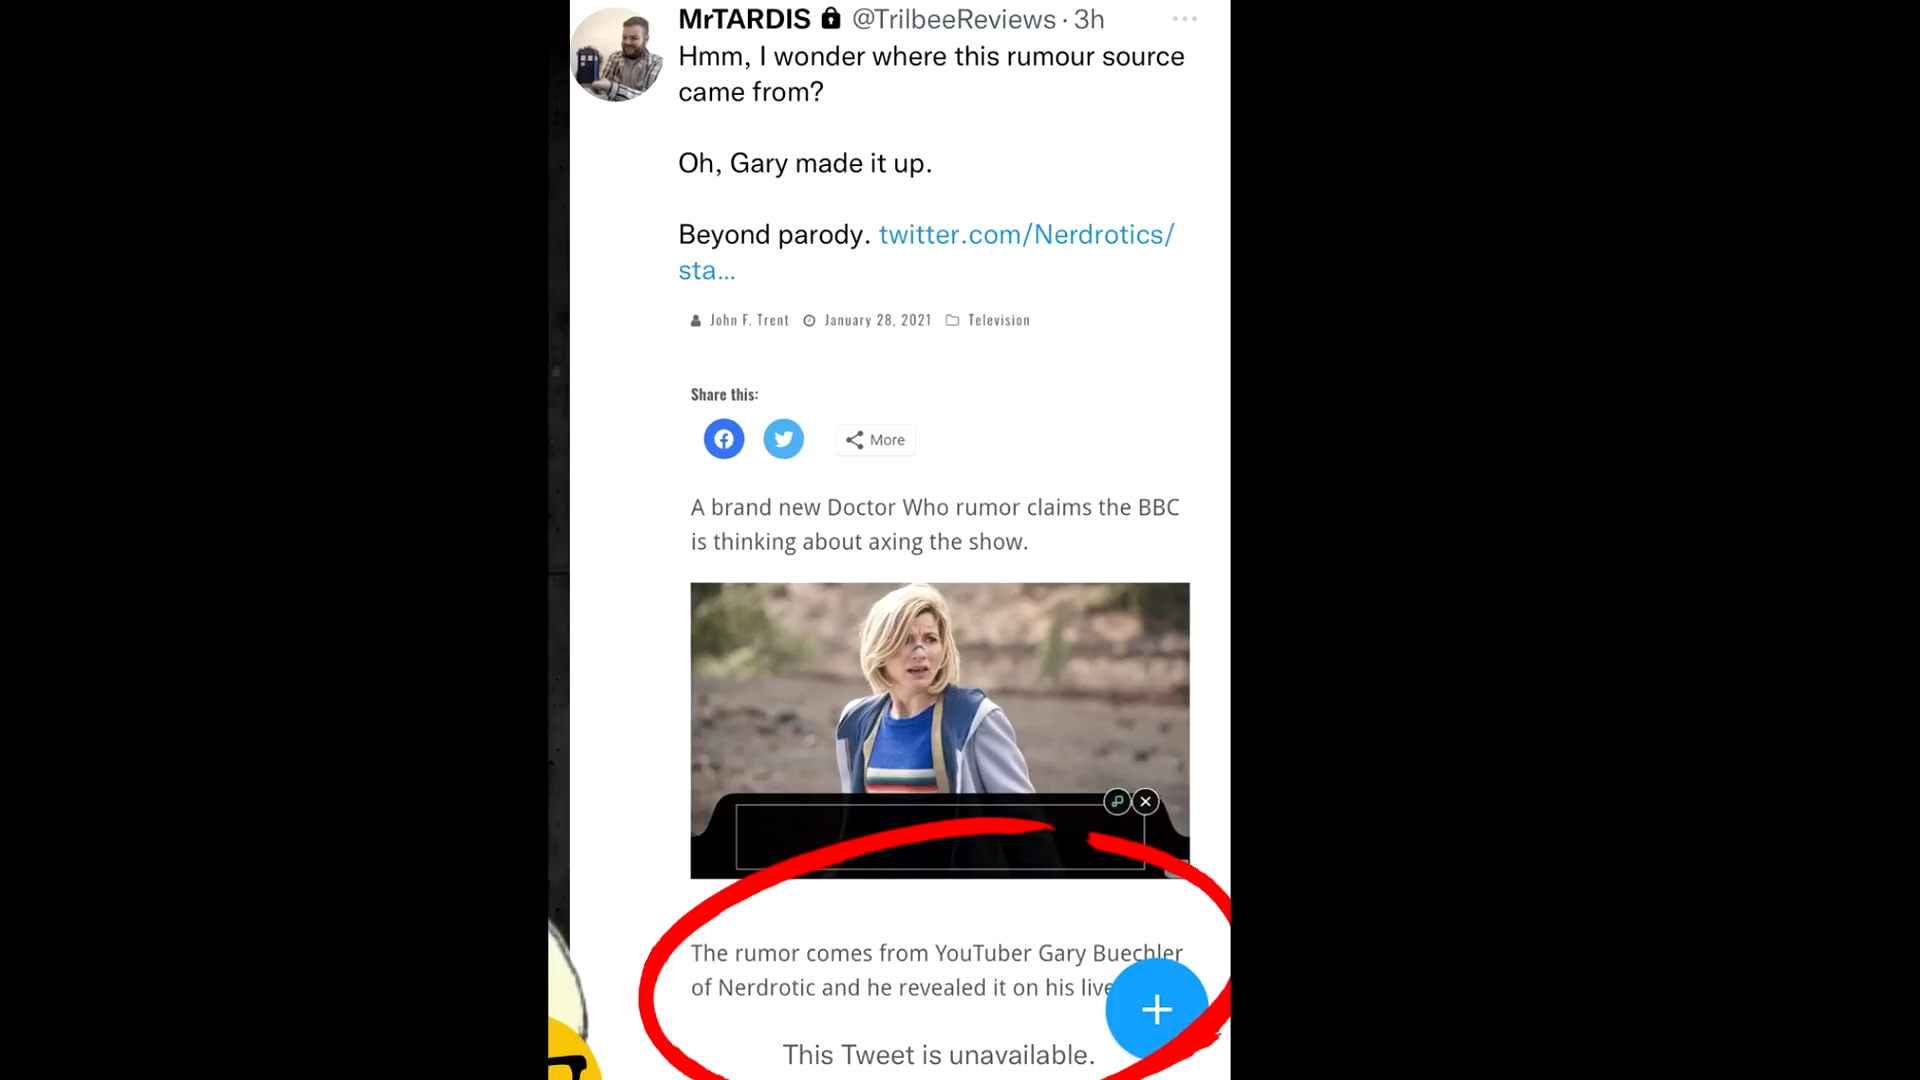 MrTARDIS @TrilbeeReviews · 3h
Hmm, I wonder where this rumour source
came from?
Oh, Gary made it up.
Beyond parody. twitter.com/Nerdrotics/
sta…
John F. Trent January 28, 2021 Television
Share this:
More
A brand new Doctor Who rumor claims the BBC
is thinking about axing the show.
The rumor comes from YouTuber Gary Buechler
of Nerdrotic and he revealed it on his live
This Tweet is unavailable.